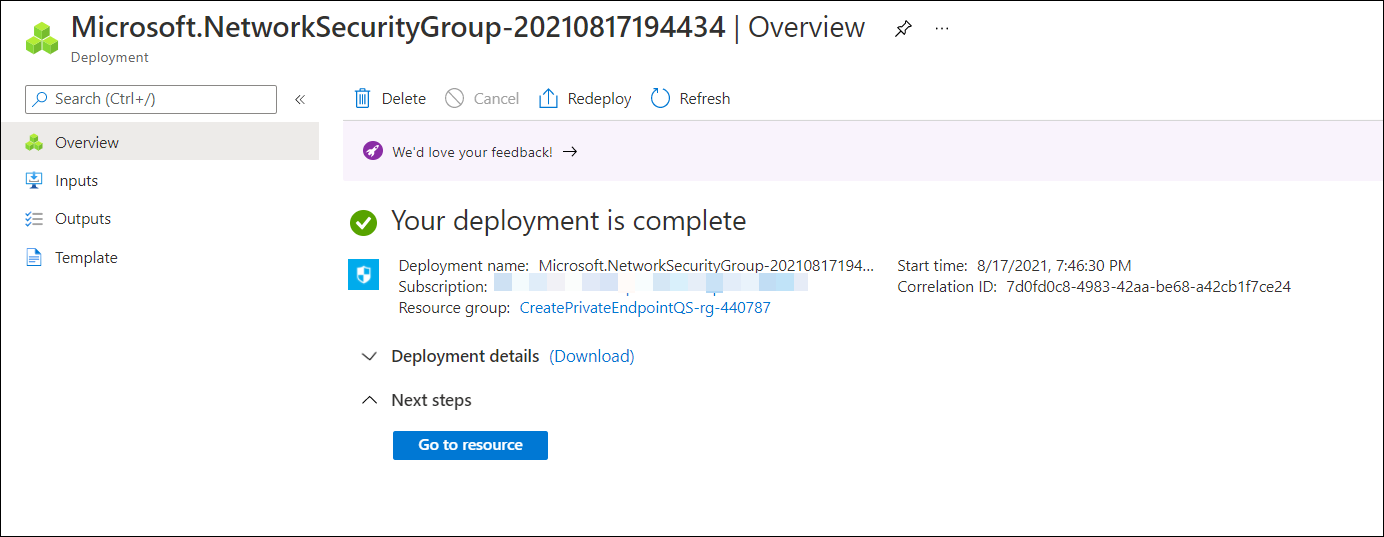 Microsoft.NetworkSecurityGroup-20210817194434 | Overview
Deployment
Search (Ctrl+/)
Overview
Inputs
Outputs
Template
Delete Cancel Redeploy Refresh
We'd love your feedback!
Your deployment is complete
Deployment name: Microsoft.NetworkSecurityGroup-20210817194...
Subscription:
Resource group: CreatePrivateEndpointQS-rg-440787
Start time: 8/17/2021, 7:46:30 PM
Correlation ID: 7d0fd0c8-4983-42aa-be68-a42cb1f7ce24
Deployment details (Download)
Next steps
Go to resource